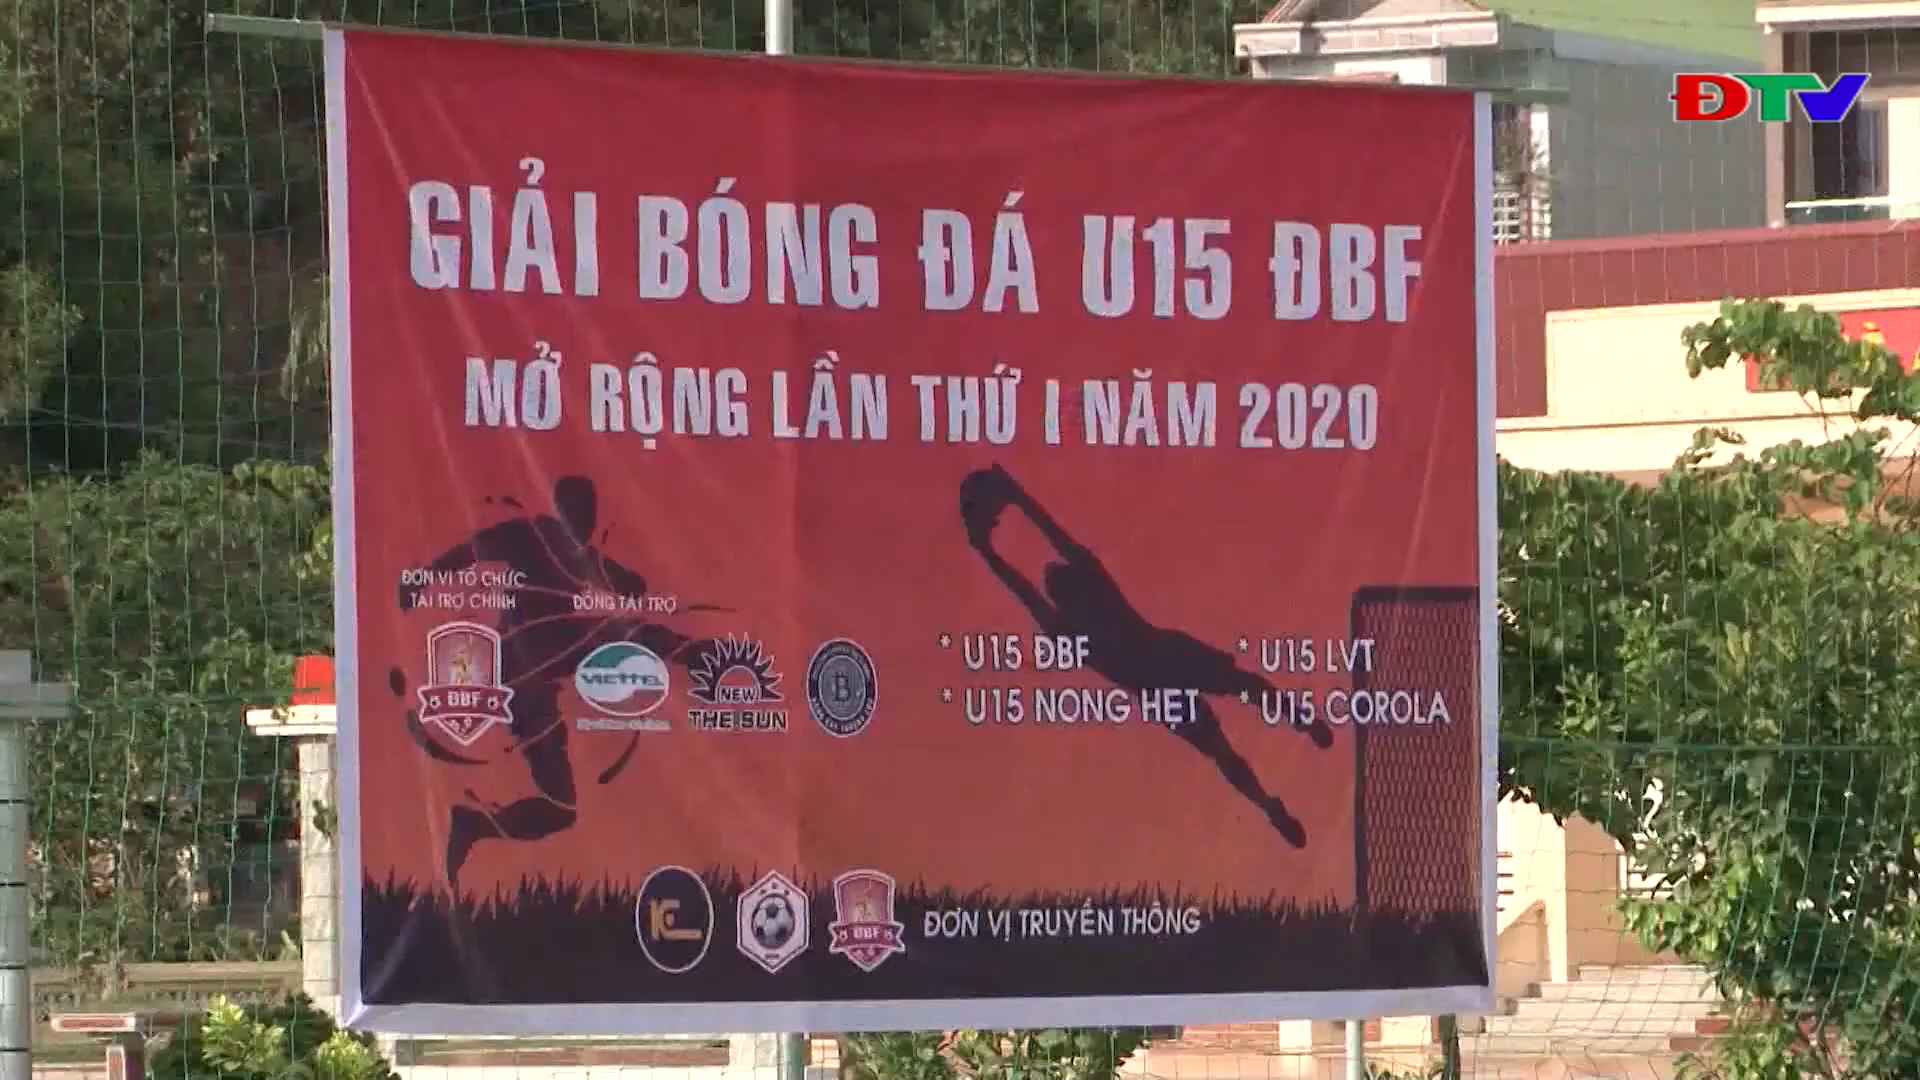 ĐTV
GIẢI BÓNG ĐÁ U15 ĐBF
MỞ RỘNG LẦN THỨ I NĂM 2020
ĐƠN VỊ TỔ CHỨC
TÀI TRỢ CHÍNH
ĐỒNG TÀI TRỢ
ĐBF
VIETTEL
NEW
THE SUN
B
* U15 ĐBF
* U15 LVT
* U15 NOONG HẸT
* U15 COROLA
ĐBF
ĐƠN VỊ TRUYỀN THÔNG